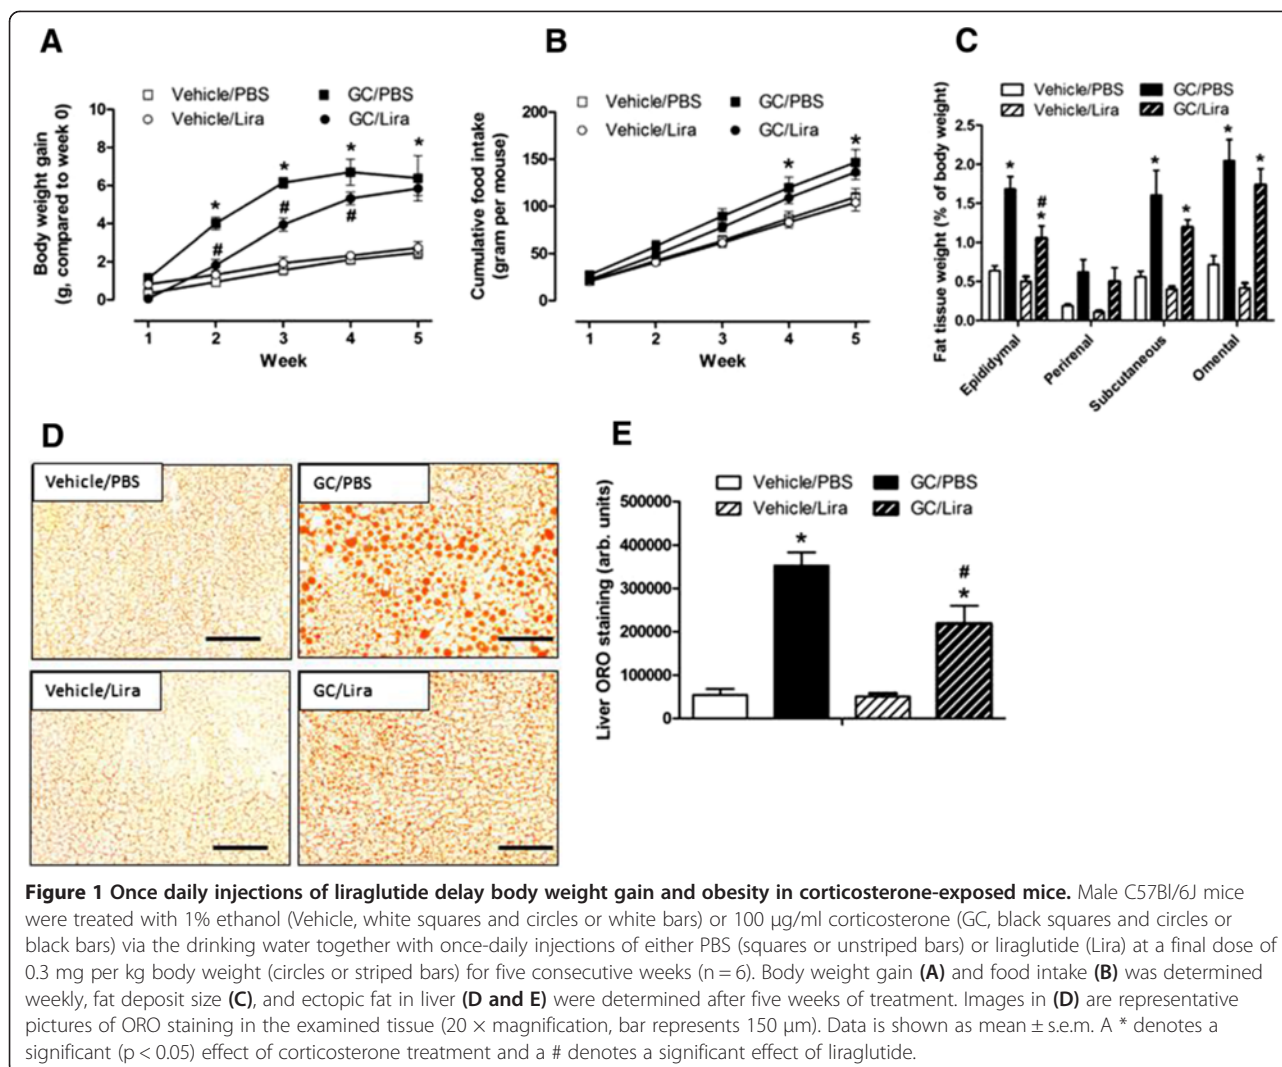 A
Vehicle/PBS GC/PBS
Vehicle/Lira GC/Lira
Body weight gain
(g, compared to week 0)
10
8
6
4
2
0
* * * *
# # #
1 2 3 4 5
Week
B
Vehicle/PBS GC/PBS
Vehicle/Lira GC/Lira
Cumulative food intake
(gram per mouse)
200
150
100
50
0
* *
1 2 3 4 5
Week
C
Vehicle/PBS GC/PBS
Vehicle/Lira GC/Lira
Fat tissue weight (% of body weight)
2.5
2.0
1.5
1.0
0.5
0.0
* # * * * * *
Epididymal
Perirenal
Subcutaneous
Omental
D
Vehicle/PBS
GC/PBS
Vehicle/Lira
GC/Lira
E
Vehicle/PBS GC/PBS
Vehicle/Lira GC/Lira
Liver ORO staining (arb. units)
500000
400000
300000
200000
100000
0
*
#
*
Figure 1 Once daily injections of liraglutide delay body weight gain and obesity in corticosterone-exposed mice. Male C57Bl/6J mice
were treated with 1% ethanol (Vehicle, white squares and circles or white bars) or 100 μg/ml corticosterone (GC, black squares and circles or
black bars) via the drinking water together with once-daily injections of either PBS (squares or unstriped bars) or liraglutide (Lira) at a final dose of
0.3 mg per kg body weight (circles or striped bars) for five consecutive weeks (n = 6). Body weight gain (A) and food intake (B) was determined
weekly, fat deposit size (C), and ectopic fat in liver (D and E) were determined after five weeks of treatment. Images in (D) are representative
pictures of ORO staining in the examined tissue (20 × magnification, bar represents 150 μm). Data is shown as mean ± s.e.m. A * denotes a
significant (p < 0.05) effect of corticosterone treatment and a # denotes a significant effect of liraglutide.